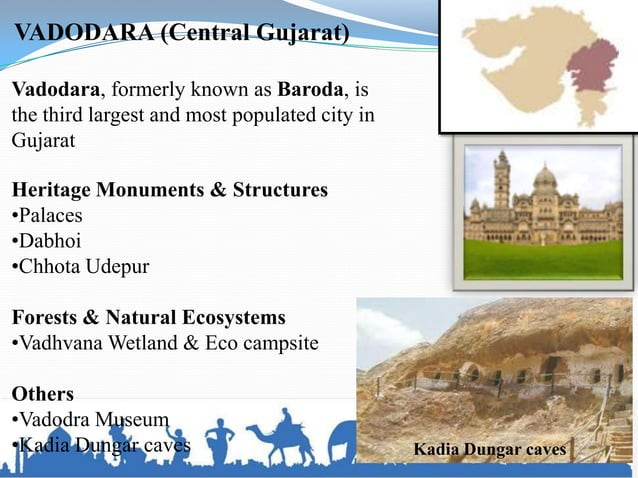 VADODARA (Central Gujarat)
Vadodara, formerly known as Baroda, is
the third largest and most populated city in
Gujarat
Heritage Monuments & Structures
•Palaces
•Dabhoi
•Chhota Udepur
Forests & Natural Ecosystems
•Vadhvana Wetland & Eco campsite
Others
•Vadodra Museum
•Kadia Dungar caves
Kadia Dungar caves